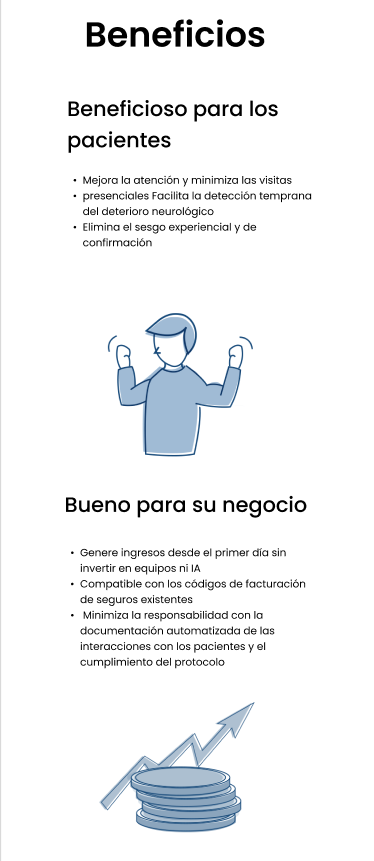 Beneficios
Beneficioso para los
pacientes
• Mejora la atención y minimiza las visitas
• presenciales Facilita la detección temprana
del deterioro neurológico
• Elimina el sesgo experiencial y de
confirmación
Bueno para su negocio
• Genere ingresos desde el primer día sin
invertir en equipos ni IA
• Compatible con los códigos de facturación
de seguros existentes
• Minimiza la responsabilidad con la
documentación automatizada de las
interacciones con los pacientes y el
cumplimiento del protocolo